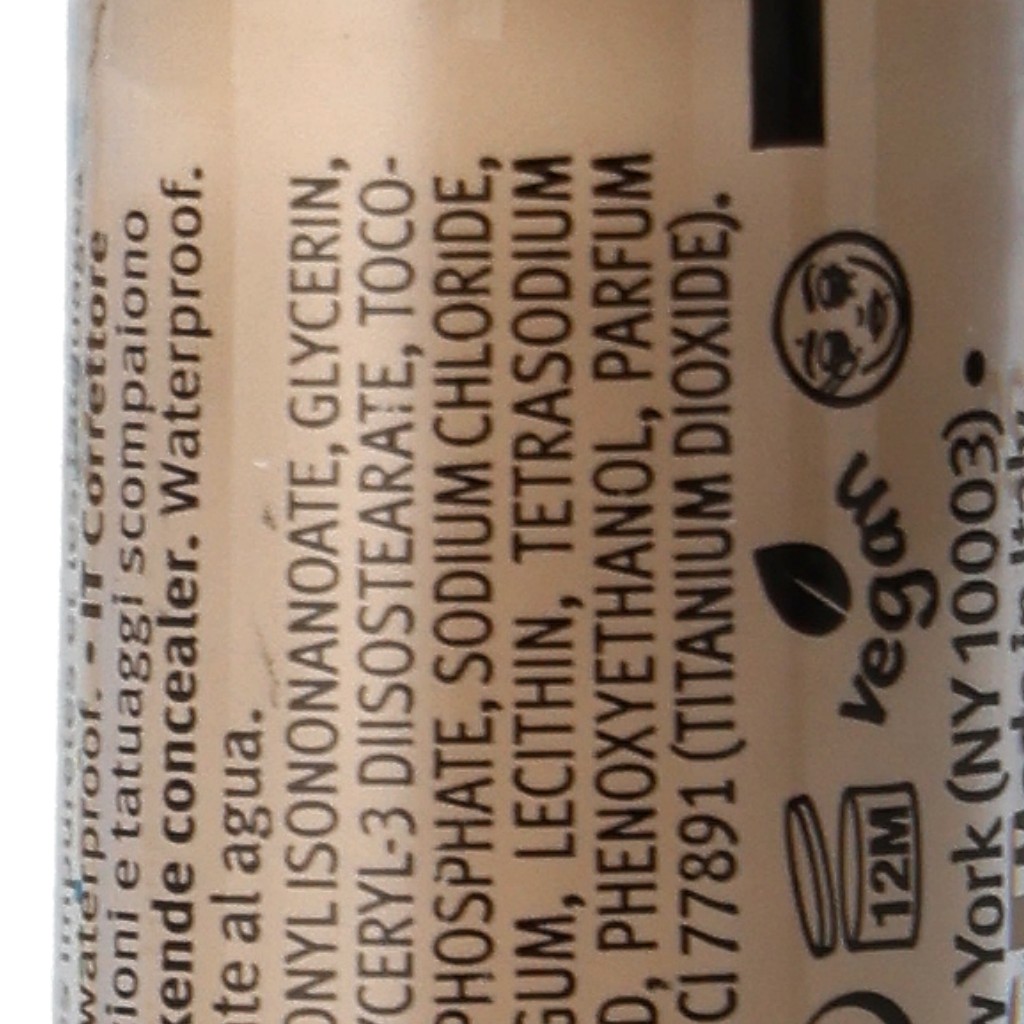 waterproof. - IT Correttore
ioni e tatuaggi scompaiono
kende concealer. Waterproof.
te al agua.
ONYL ISONONANOATE, GLYCERIN,
YCERYL-3 DIISOSTEARATE, TOCO-
PHOSPHATE, SODIUM CHLORIDE,
GUM, LECITHIN, TETRASODIUM
D, PHENOXYETHANOL, PARFUM
CI 77891 (TITANIUM DIOXIDE).
12M vegan
York (NY 10003) •